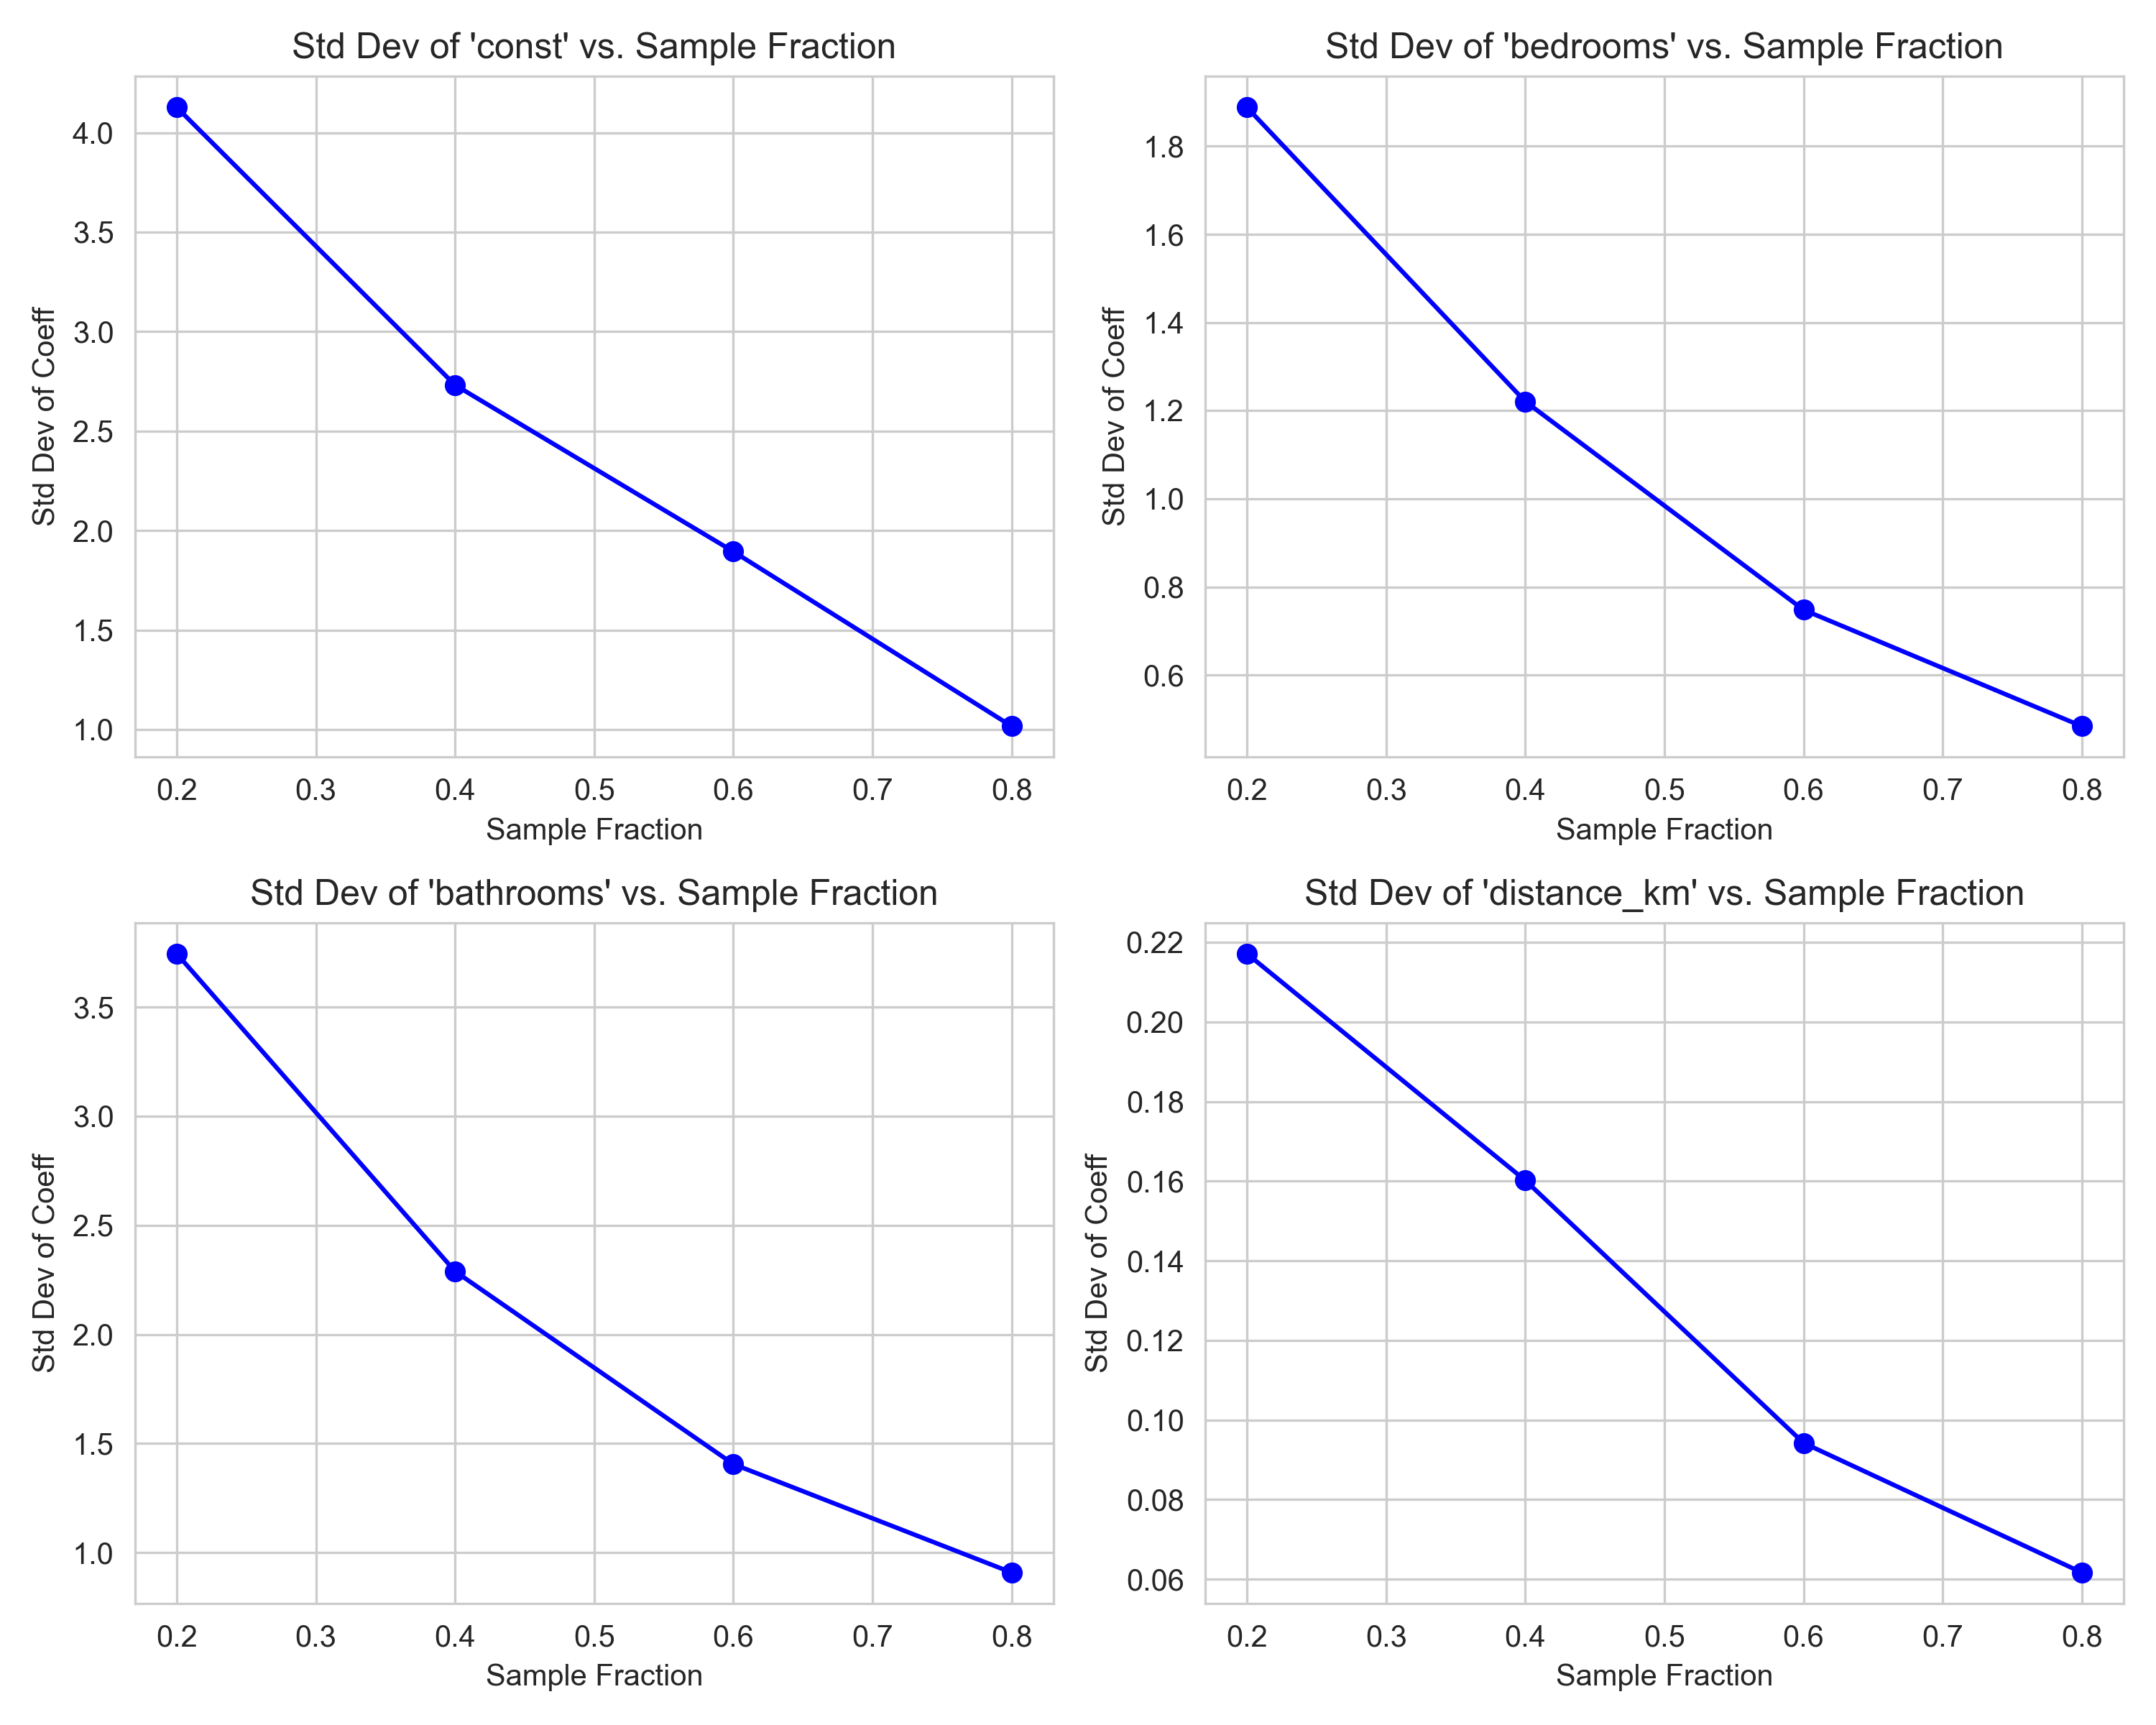 Std Dev of 'const' vs. Sample Fraction
Std Dev of Coeff
4.0
3.5
3.0
2.5
2.0
1.5
1.0
0.2 0.3 0.4 0.5 0.6 0.7 0.8
Sample Fraction
Std Dev of 'bedrooms' vs. Sample Fraction
Std Dev of Coeff
1.8
1.6
1.4
1.2
1.0
0.8
0.6
0.2 0.3 0.4 0.5 0.6 0.7 0.8
Sample Fraction
Std Dev of 'bathrooms' vs. Sample Fraction
Std Dev of Coeff
3.5
3.0
2.5
2.0
1.5
1.0
0.2 0.3 0.4 0.5 0.6 0.7 0.8
Sample Fraction
Std Dev of 'distance_km' vs. Sample Fraction
Std Dev of Coeff
0.22
0.20
0.18
0.16
0.14
0.12
0.10
0.08
0.06
0.2 0.3 0.4 0.5 0.6 0.7 0.8
Sample Fraction